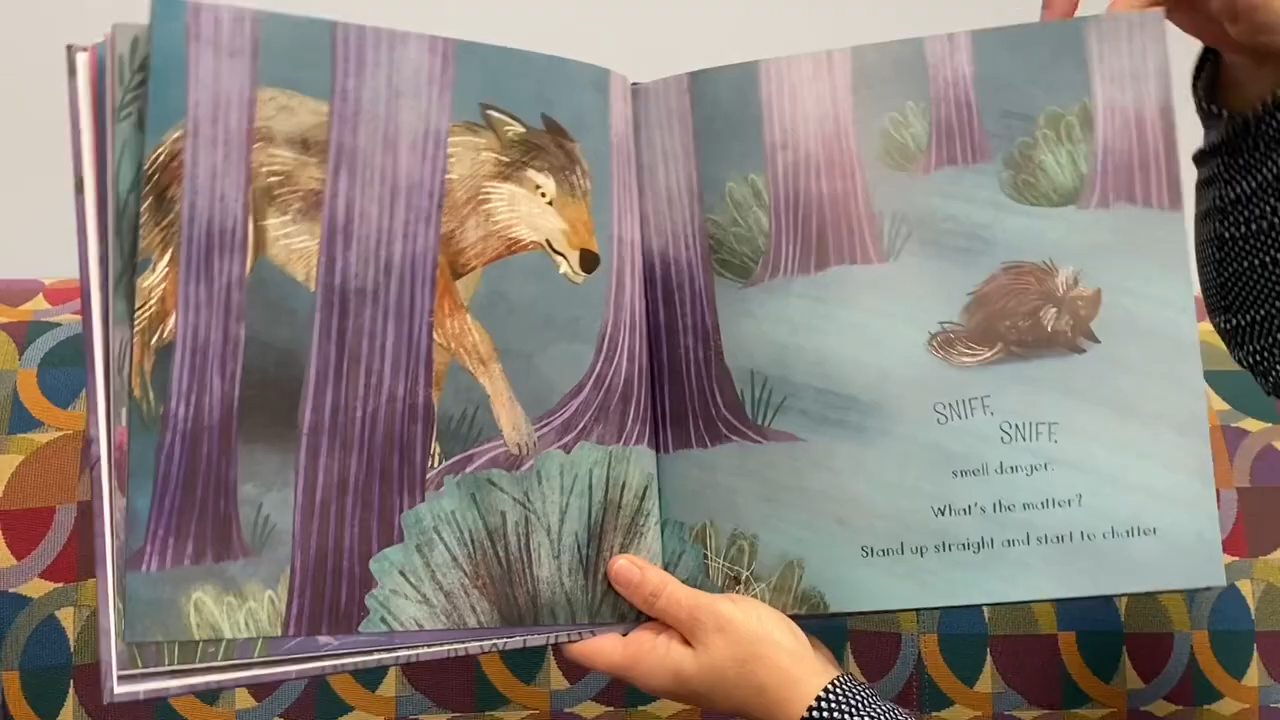 SNIFF,
SNIFF,
smell danger.
What's the matter?
Stand up straight and start to chatter